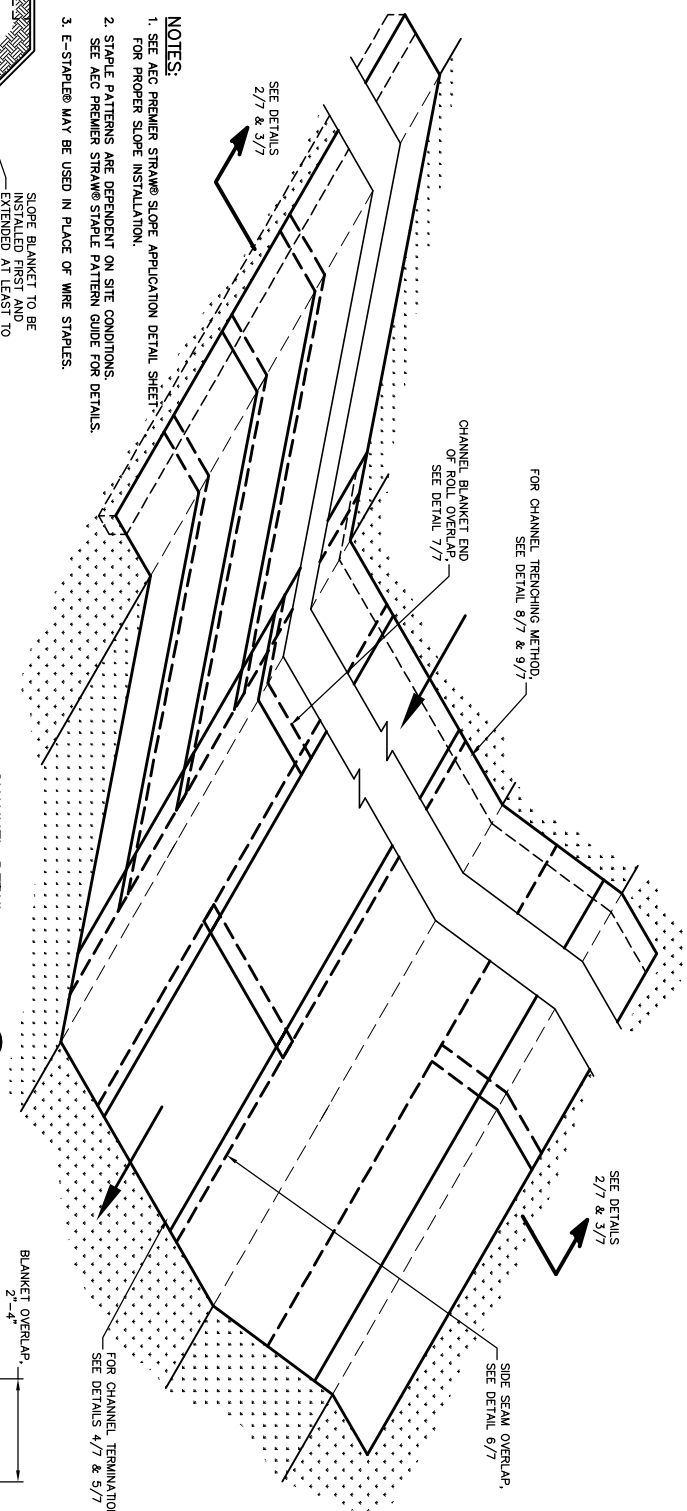 NOTES:
1. SEE AEC PREMIER STRAW® SLOPE APPLICATION DETAIL SHEET
FOR PROPER SLOPE INSTALLATION.
2. STAPLE PATTERNS ARE DEPENDENT ON SITE CONDITIONS.
SEE AEC PREMIER STRAW® STAPLE PATTERN GUIDE FOR DETAILS.
3. E-STAPLE® MAY BE USED IN PLACE OF WIRE STAPLES.
SEE DETAILS
2/7 & 3/7
FOR CHANNEL TRENCHING METHOD,
SEE DETAIL 8/7 & 9/7
CHANNEL BLANKET END
OF ROLL OVERLAP,
SEE DETAIL 7/7
SEE DETAILS
2/7 & 3/7
SIDE SEAM OVERLAP,
SEE DETAIL 6/7
FOR CHANNEL TERMINATION
SEE DETAILS 4/7 & 5/7
SLOPE BLANKET TO BE
INSTALLED FIRST AND
EXTENDED AT LEAST TO
BLANKET OVERLAP,
2"-4"